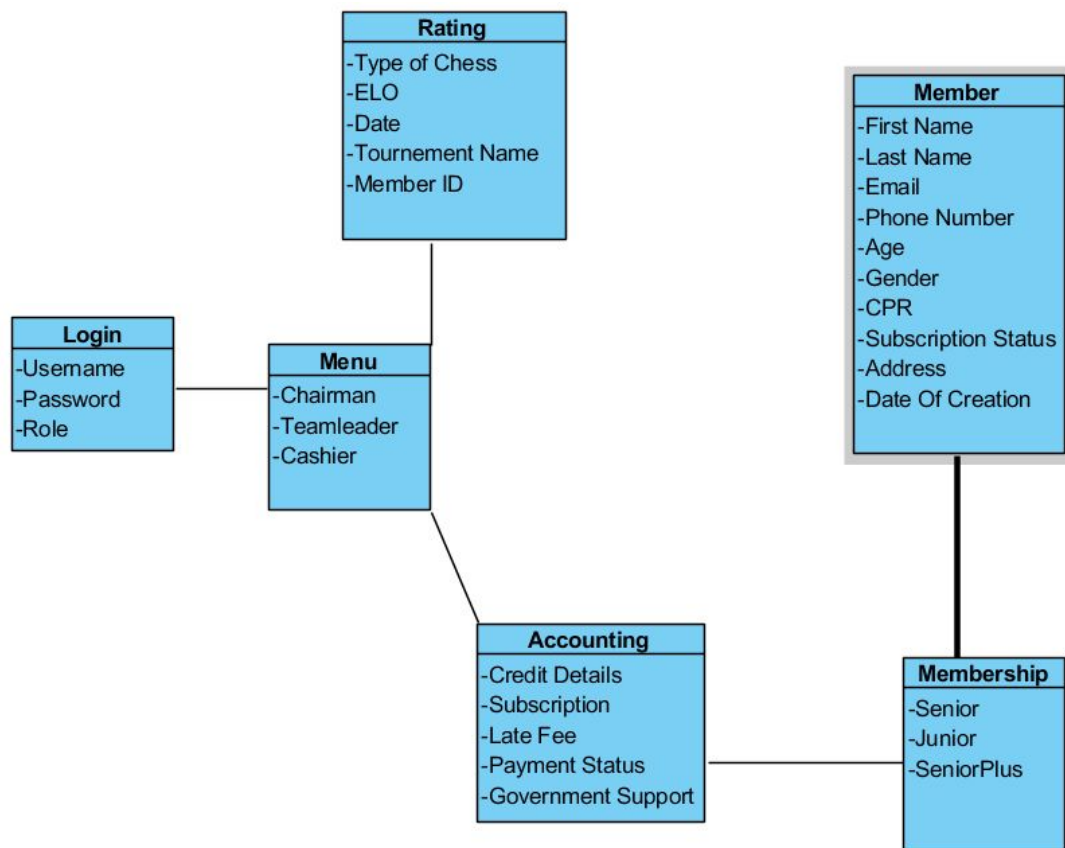 Rating
-Type of Chess
-ELO
-Date
-Tournement Name
-Member ID
Member
-First Name
-Last Name
-Email
-Phone Number
-Age
-Gender
-CPR
-Subscription Status
-Address
-Date Of Creation
Login
-Username
-Password
-Role
Menu
-Chairman
-Teamleader
-Cashier
Accounting
-Credit Details
-Subscription
-Late Fee
-Payment Status
-Government Support
Membership
-Senior
-Junior
-SeniorPlus